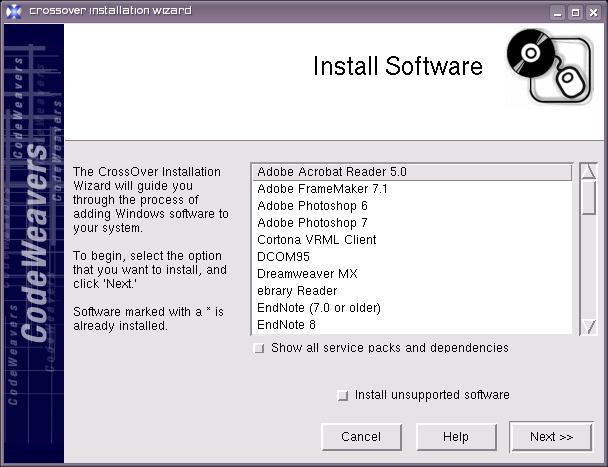 crossover installation wizard
Install Software
CodeWeavers
CodeWeavers
CodeWeavers
CodeWeavers
The CrossOver Installation
Wizard will guide you
through the process of
adding Windows software to
your system.
To begin, select the option
that you want to install, and
click 'Next.'
Software marked with a * is
already installed.
Adobe Acrobat Reader 5.0
Adobe FrameMaker 7.1
Adobe Photoshop 6
Adobe Photoshop 7
Cortona VRML Client
DCOM95
Dreamweaver MX
ebrary Reader
EndNote (7.0 or older)
EndNote 8
Show all service packs and dependencies
Install unsupported software
Cancel
Help
Next >>